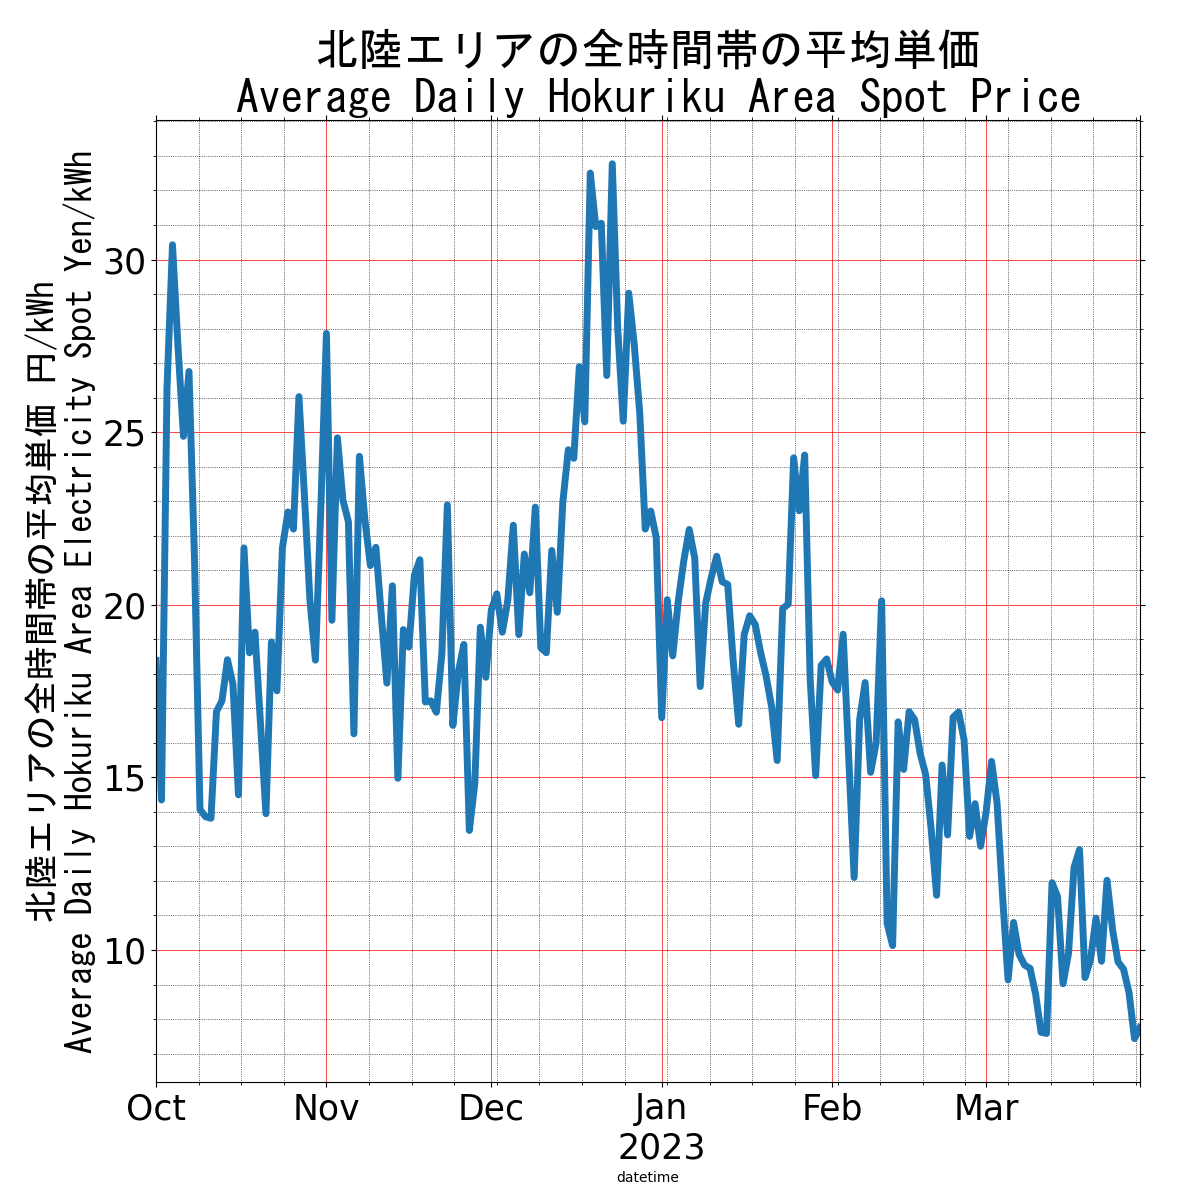 北陸エリアの全時間帯の平均単価
Average Daily Hokuriku Area Spot Price
北陸エリアの全時間帯の平均単価 円/kWh
Average Daily Hokuriku Area Electricity Spot Yen/kWh
30
25
20
15
10
Oct Nov Dec Jan Feb Mar
2023
datetime